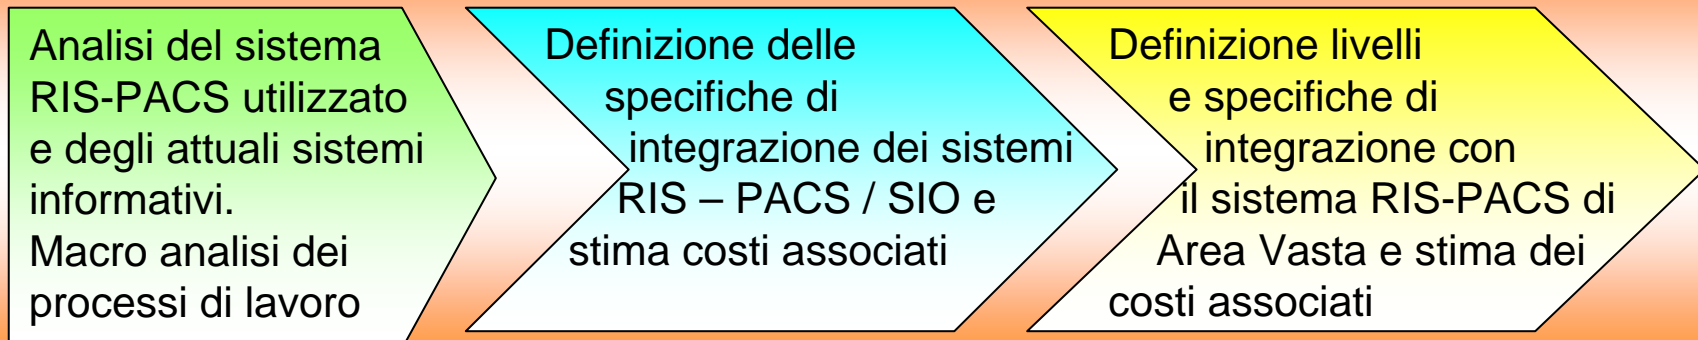 Analisi del sistema
RIS-PACS utilizzato
e degli attuali sistemi
informativi.
Macro analisi dei
processi di lavoro
Definizione delle
specifiche di
integrazione dei sistemi
RIS – PACS / SIO e
stima costi associati
Definizione livelli
e specifiche di
integrazione con
il sistema RIS-PACS di
Area Vasta e stima dei
costi associati